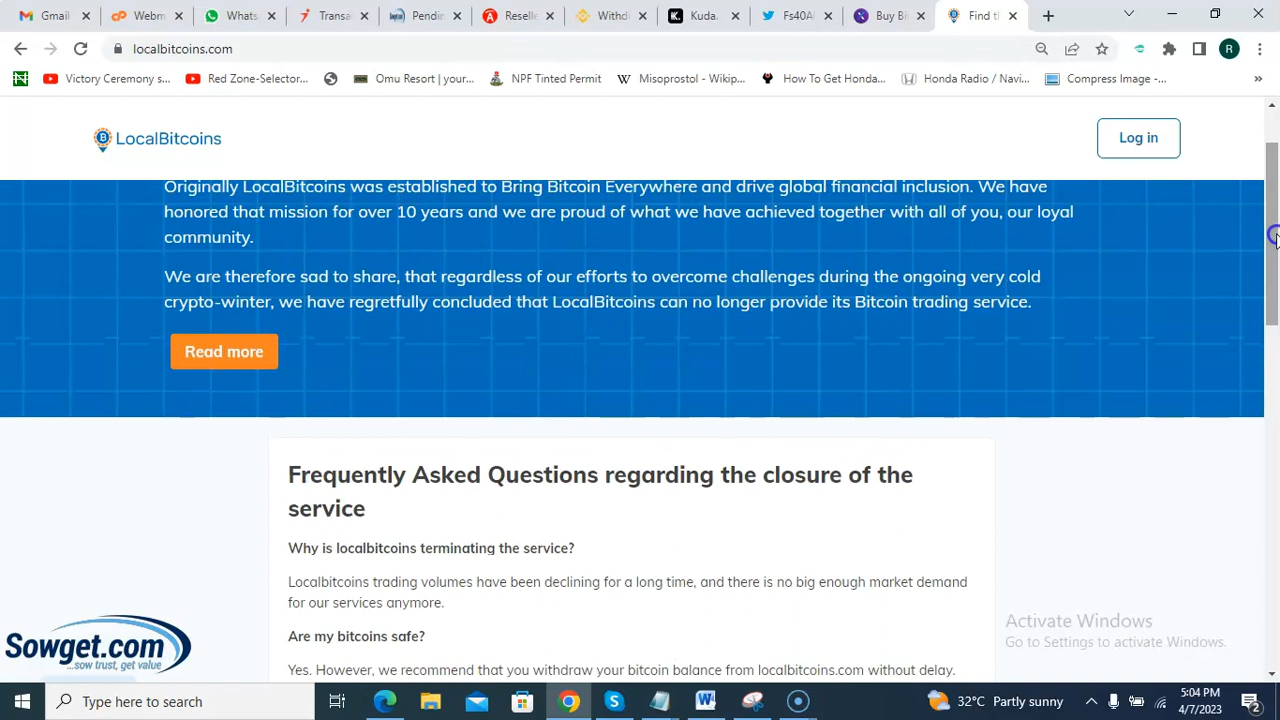 Gmail
Webm
Whats
Transac
Pendin
Reselle
Withdr
Kuda.
Fs40A
Buy Bi
Find th
localbitcoins.com
R
Victory Ceremony s...
Red Zone-Selector...
Omu Resort | your...
NPF Tinted Permit
Misoprostol - Wikip...
How To Get Honda...
Honda Radio / Navi...
Compress Image -...
LocalBitcoins
Log in
Originally LocalBitcoins was established to Bring Bitcoin Everywhere and drive global financial inclusion. We have
honored that mission for over 10 years and we are proud of what we have achieved together with all of you, our loyal
community.
We are therefore sad to share, that regardless of our efforts to overcome challenges during the ongoing very cold
crypto-winter, we have regretfully concluded that LocalBitcoins can no longer provide its Bitcoin trading service.
Read more
Frequently Asked Questions regarding the closure of the
service
Why is localbitcoins terminating the service?
Localbitcoins trading volumes have been declining for a long time, and there is no big enough market demand
for our services anymore.
Are my bitcoins safe?
Yes. However, we recommend that you withdraw your bitcoin balance from localbitcoins.com without delay.
Activate Windows
Go to Settings to activate Windows.
Sowget.com
...sow trust, get value
Type here to search
32°C Partly sunny
5:04 PM
4/7/2023
2